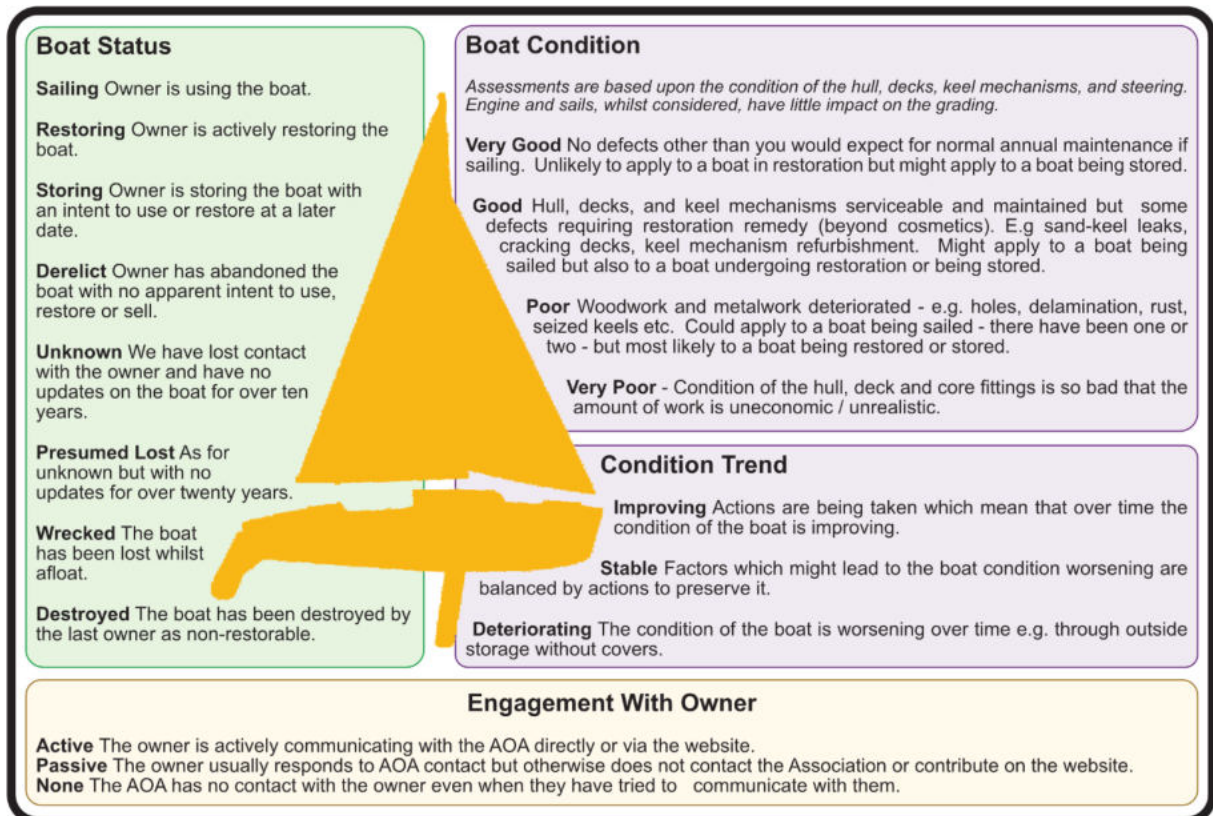 Boat Status
Sailing Owner is using the boat.
Restoring Owner is actively restoring the
boat.
Storing Owner is storing the boat with
an intent to use or restore at a later
date.
Derelict Owner has abandoned the
boat with no apparent intent to use,
restore or sell.
Unknown We have lost contact
with the owner and have no
updates on the boat for over ten
years.
Presumed Lost As for
unknown but with no
updates for over twenty years.
Wrecked The boat
has been lost whilst
afloat.
Destroyed The boat has been destroyed by
the last owner as non-restorable.
Boat Condition
Assessments are based upon the condition of the hull, decks, keel mechanisms, and steering.
Engine and sails, whilst considered, have little impact on the grading.
Very Good No defects other than you would expect for normal annual maintenance if
sailing. Unlikely to apply to a boat in restoration but might apply to a boat being stored.
Good Hull, decks, and keel mechanisms serviceable and maintained but some
defects requiring restoration remedy (beyond cosmetics). E.g sand-keel leaks,
cracking decks, keel mechanism refurbishment. Might apply to a boat being
sailed but also to a boat undergoing restoration or being stored.
Poor Woodwork and metalwork deteriorated - e.g. holes, delamination, rust,
seized keels etc. Could apply to a boat being sailed - there have been one or
two - but most likely to a boat being restored or stored.
Very Poor - Condition of the hull, deck and core fittings is so bad that the
amount of work is uneconomic / unrealistic.
Condition Trend
Improving Actions are being taken which mean that over time the
condition of the boat is improving.
Stable Factors which might lead to the boat condition worsening are
balanced by actions to preserve it.
Deteriorating The condition of the boat is worsening over time e.g. through outside
storage without covers.
Engagement With Owner
Active The owner is actively communicating with the AOA directly or via the website.
Passive The owner usually responds to AOA contact but otherwise does not contact the Association or contribute on the website.
None The AOA has no contact with the owner even when they have tried to communicate with them.